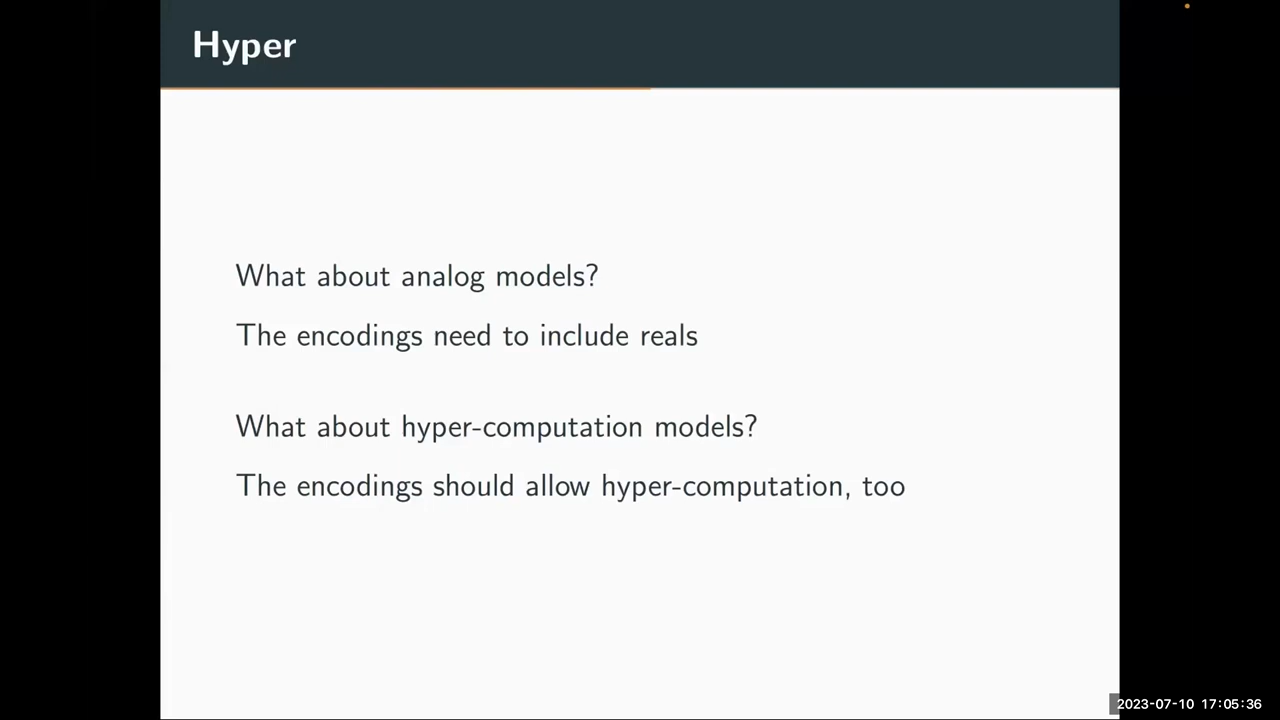 Hyper
What about analog models?
The encodings need to include reals
What about hyper-computation models?
The encodings should allow hyper-computation, too
2023-07-10 17:05:36